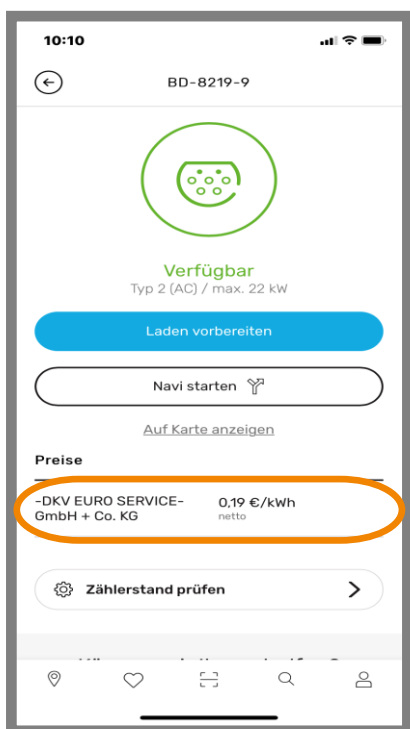 10:10
BD-8219-9
Verfügbar
Typ 2 (AC) / max. 22 kW
Laden vorbereiten
Navi starten
Auf Karte anzeigen
Preise
-DKV EURO SERVICE- 0,19 €/kWh
GmbH + Co. KG netto
Zählerstand prüfen